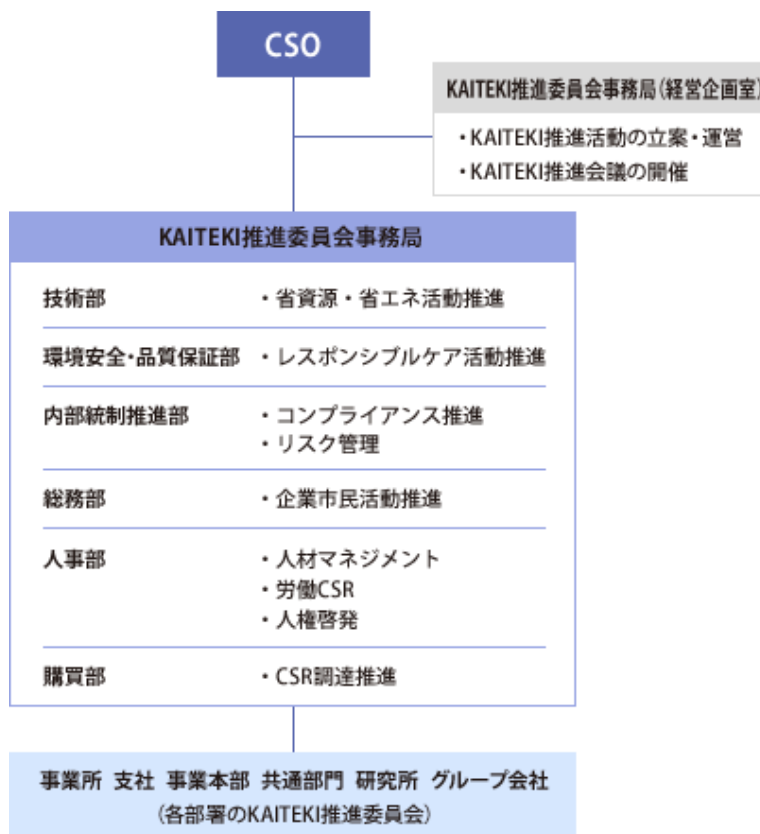 CSO
KAITEKI推進委員会事務局(経営企画室)
・KAITEKI推進活動の立案・運営
・KAITEKI推進会議の開催
KAITEKI推進委員会事務局
技術部 ・省資源・省エネ活動推進
環境安全・品質保証部 ・レスポンシブルケア活動推進
内部統制推進部 ・コンプライアンス推進
・リスク管理
総務部 ・企業市民活動推進
人事部 ・人材マネジメント
・労働CSR
・人権啓発
購買部 ・CSR調達推進
事業所 支社 事業本部 共通部門 研究所 グループ会社
(各部署のKAITEKI推進委員会)